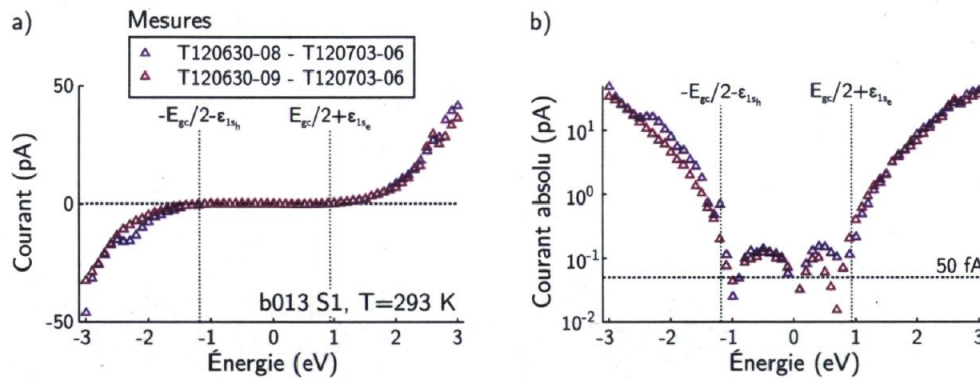 a)
Mesures
T120630-08 - T120703-06
T120630-09 - T120703-06
50
0
-50
Courant (pA)
-E_gc/2-ε_1s_h
E_gc/2+ε_1s_e
b013 S1, T=293 K
-3 -2 -1 0 1 2 3
Énergie (eV)
b)
Courant absolu (pA)
10^1
10^0
10^-1
10^-2
-E_gc/2-ε_1s_h
E_gc/2+ε_1s_e
50 fA
-3 -2 -1 0 1 2 3
Énergie (eV)